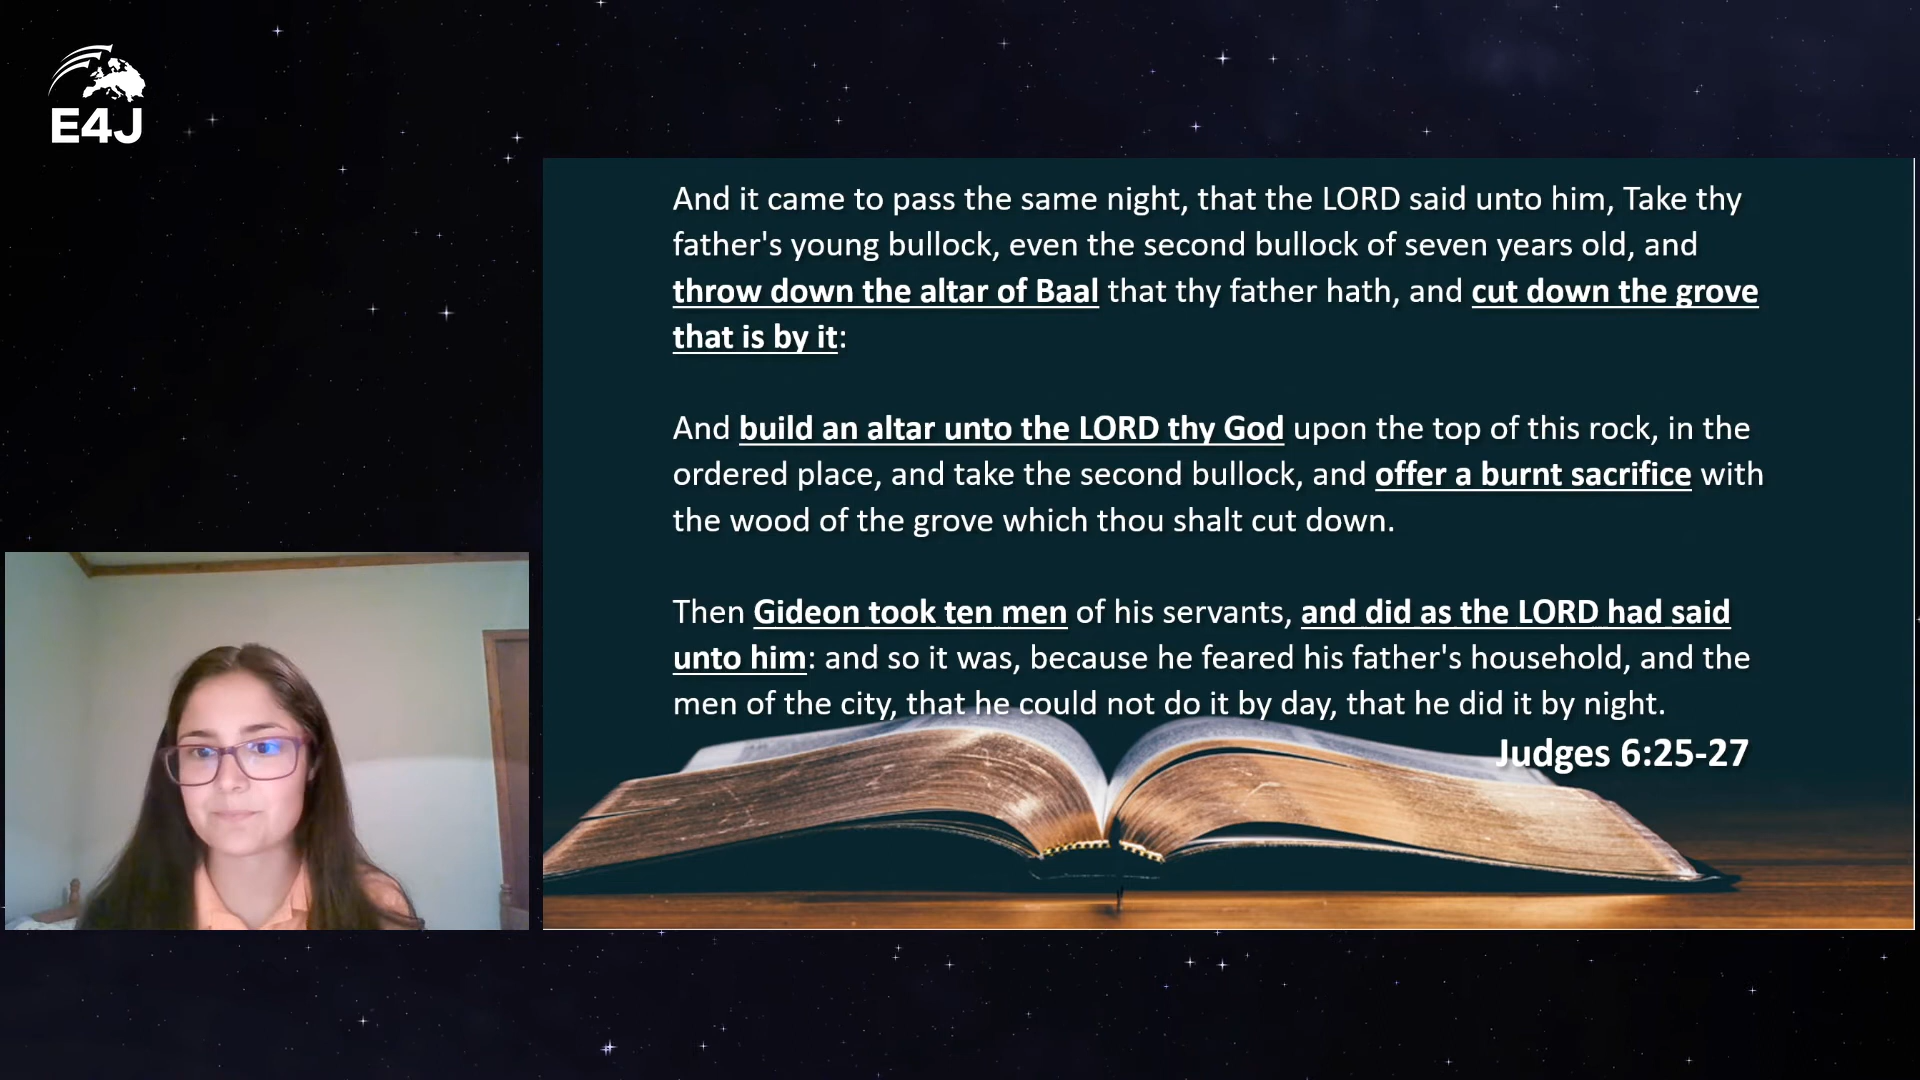 E4J
And it came to pass the same night, that the LORD said unto him, Take thy
father's young bullock, even the second bullock of seven years old, and
throw down the altar of Baal that thy father hath, and cut down the grove
that is by it:
And build an altar unto the LORD thy God upon the top of this rock, in the
ordered place, and take the second bullock, and offer a burnt sacrifice with
the wood of the grove which thou shalt cut down.
Then Gideon took ten men of his servants, and did as the LORD had said
unto him: and so it was, because he feared his father's household, and the
men of the city, that he could not do it by day, that he did it by night.
Judges 6:25-27